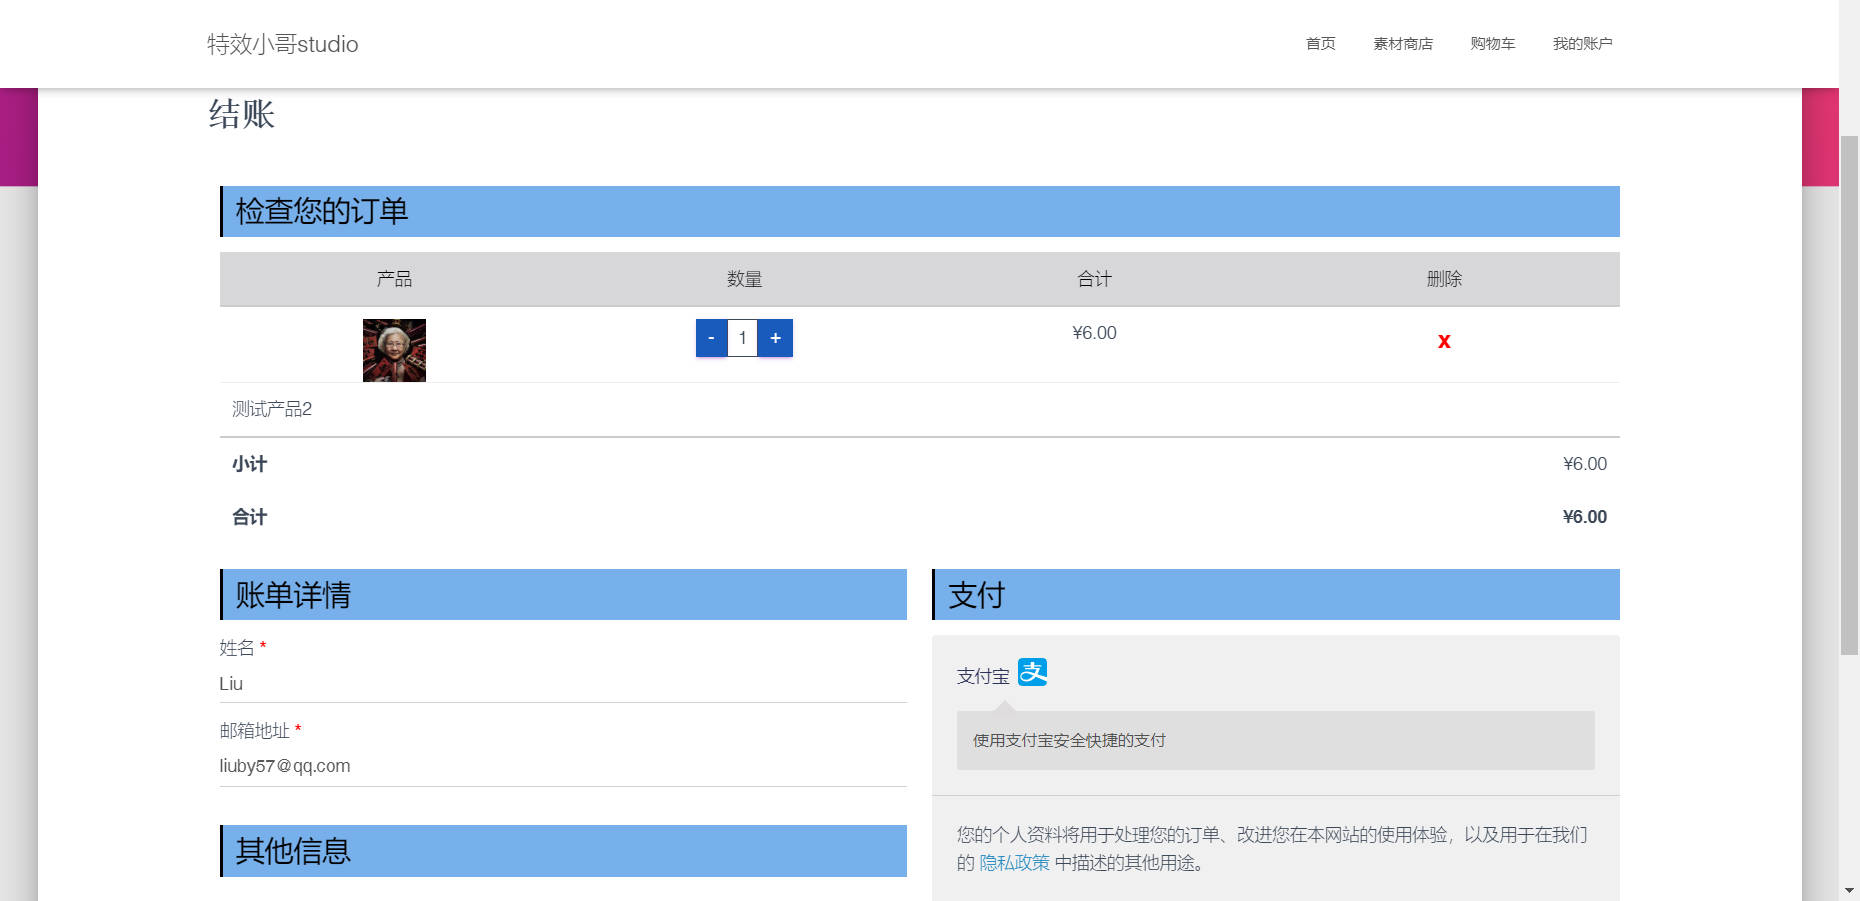 特效小哥studio
首页 素材商店 购物车 我的账户
结账
检查您的订单
产品 数量 合计 删除
- 1 + ¥6.00 x
测试产品2
小计 ¥6.00
合计 ¥6.00
账单详情
姓名 *
Liu
邮箱地址 *
liuby57@qq.com
其他信息
支付
支付宝 支
使用支付宝安全快捷的支付
您的个人资料将用于处理您的订单、改进您在本网站的使用体验，以及用于在我们
的 隐私政策 中描述的其他用途。